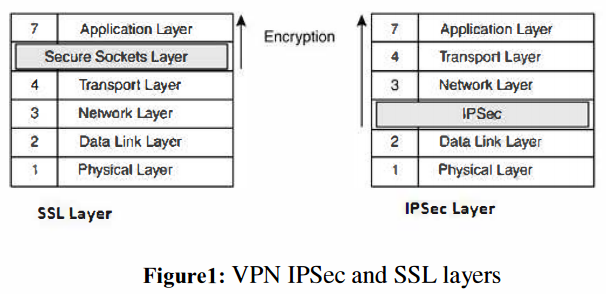 7 Application Layer
Secure Sockets Layer
4 Transport Layer
3 Network Layer
2 Data Link Layer
1 Physical Layer
SSL Layer
Encryption
7 Application Layer
4 Transport Layer
3 Network Layer
IPSec
2 Data Link Layer
1 Physical Layer
IPSec Layer
Figure1: VPN IPSec and SSL layers